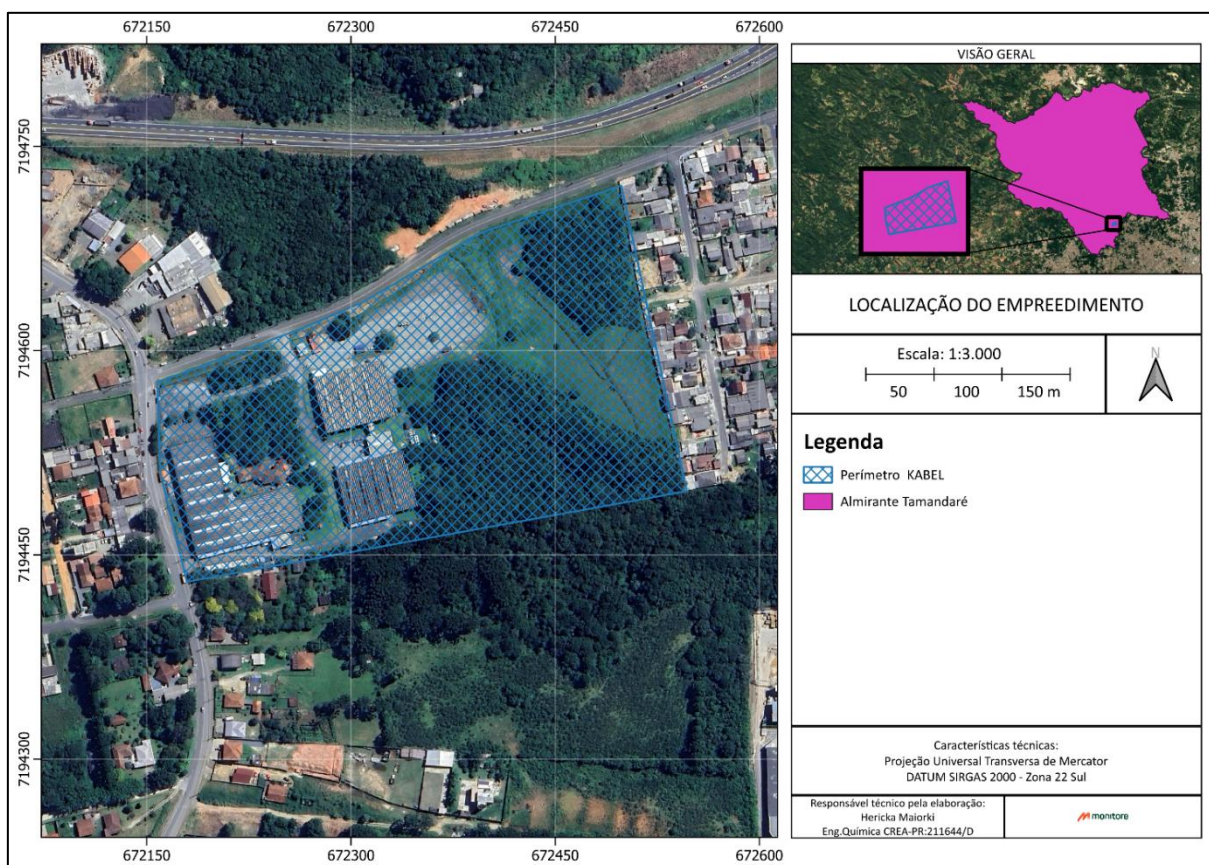 672150
672300
672450
672600
7194750
7194600
7194450
7194300
672150
672300
672450
672600
VISÃO GERAL
LOCALIZAÇÃO DO EMPREEDIMENTO
Escala: 1:3.000
50 100 150 m
N
Legenda
Perímetro KABEL
Almirante Tamandaré
Características técnicas:
Projeção Universal Transversa de Mercator
DATUM SIRGAS 2000 - Zona 22 Sul
Responsável técnico pela elaboração:
Hericka Maiorki
Eng.Química CREA-PR:211644/D
monitore